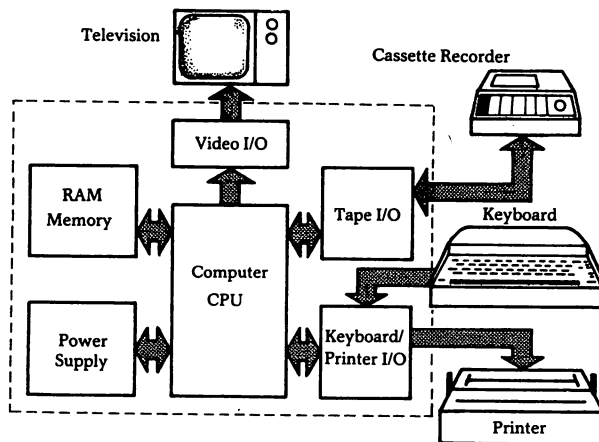 Television
Cassette Recorder
Video I/O
RAM
Memory
Tape I/O
Keyboard
Computer
CPU
Power
Supply
Keyboard/
Printer I/O
Printer